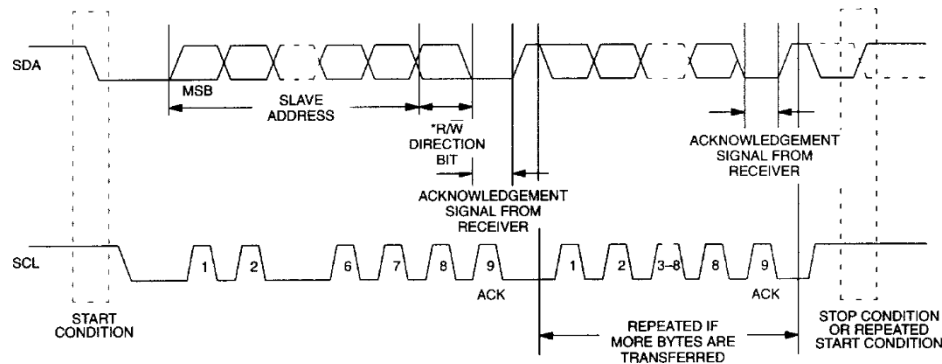 SDA
MSB
SLAVE
ADDRESS
*R/W̅
DIRECTION
BIT
ACKNOWLEDGEMENT
SIGNAL FROM
RECEIVER
ACKNOWLEDGEMENT
SIGNAL FROM
RECEIVER
SCL
1 2 6 7 8 9 1 2 3–8 8 9
ACK ACK
START
CONDITION
REPEATED IF
MORE BYTES ARE
TRANSFERRED
STOP CONDITION
OR REPEATED
START CONDITION